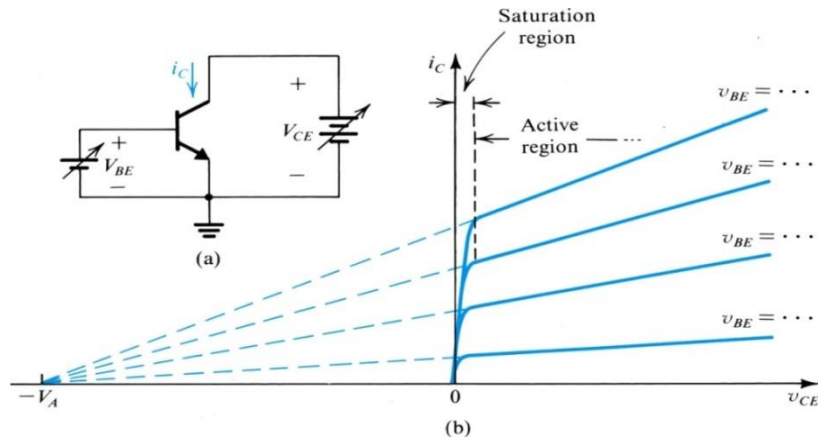 Saturation
region
i_C
i_C
v_BE = · · ·
+
V_CE
−
Active
region
...
+
V_BE
−
v_BE = · · ·
(a)
v_BE = · · ·
v_BE = · · ·
−V_A
0
v_CE
(b)